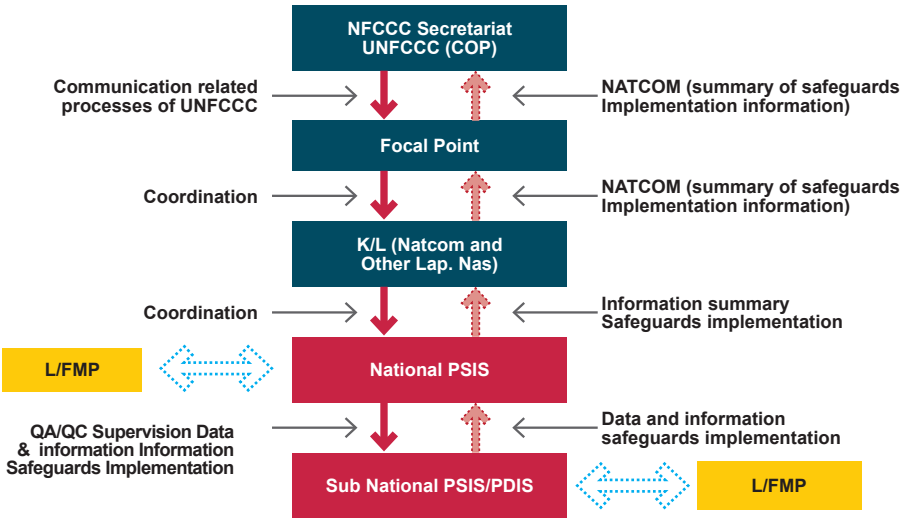 NFCCC Secretariat
UNFCCC (COP)
Communication related
processes of UNFCCC
NATCOM (summary of safeguards
Implementation information)
Focal Point
Coordination
NATCOM (summary of safeguards
Implementation information)
K/L (Natcom and
Other Lap. Nas)
Coordination
Information summary
Safeguards implementation
L/FMP
National PSIS
QA/QC Supervision Data
& information Information
Safeguards Implementation
Data and information
safeguards implementation
Sub National PSIS/PDIS
L/FMP